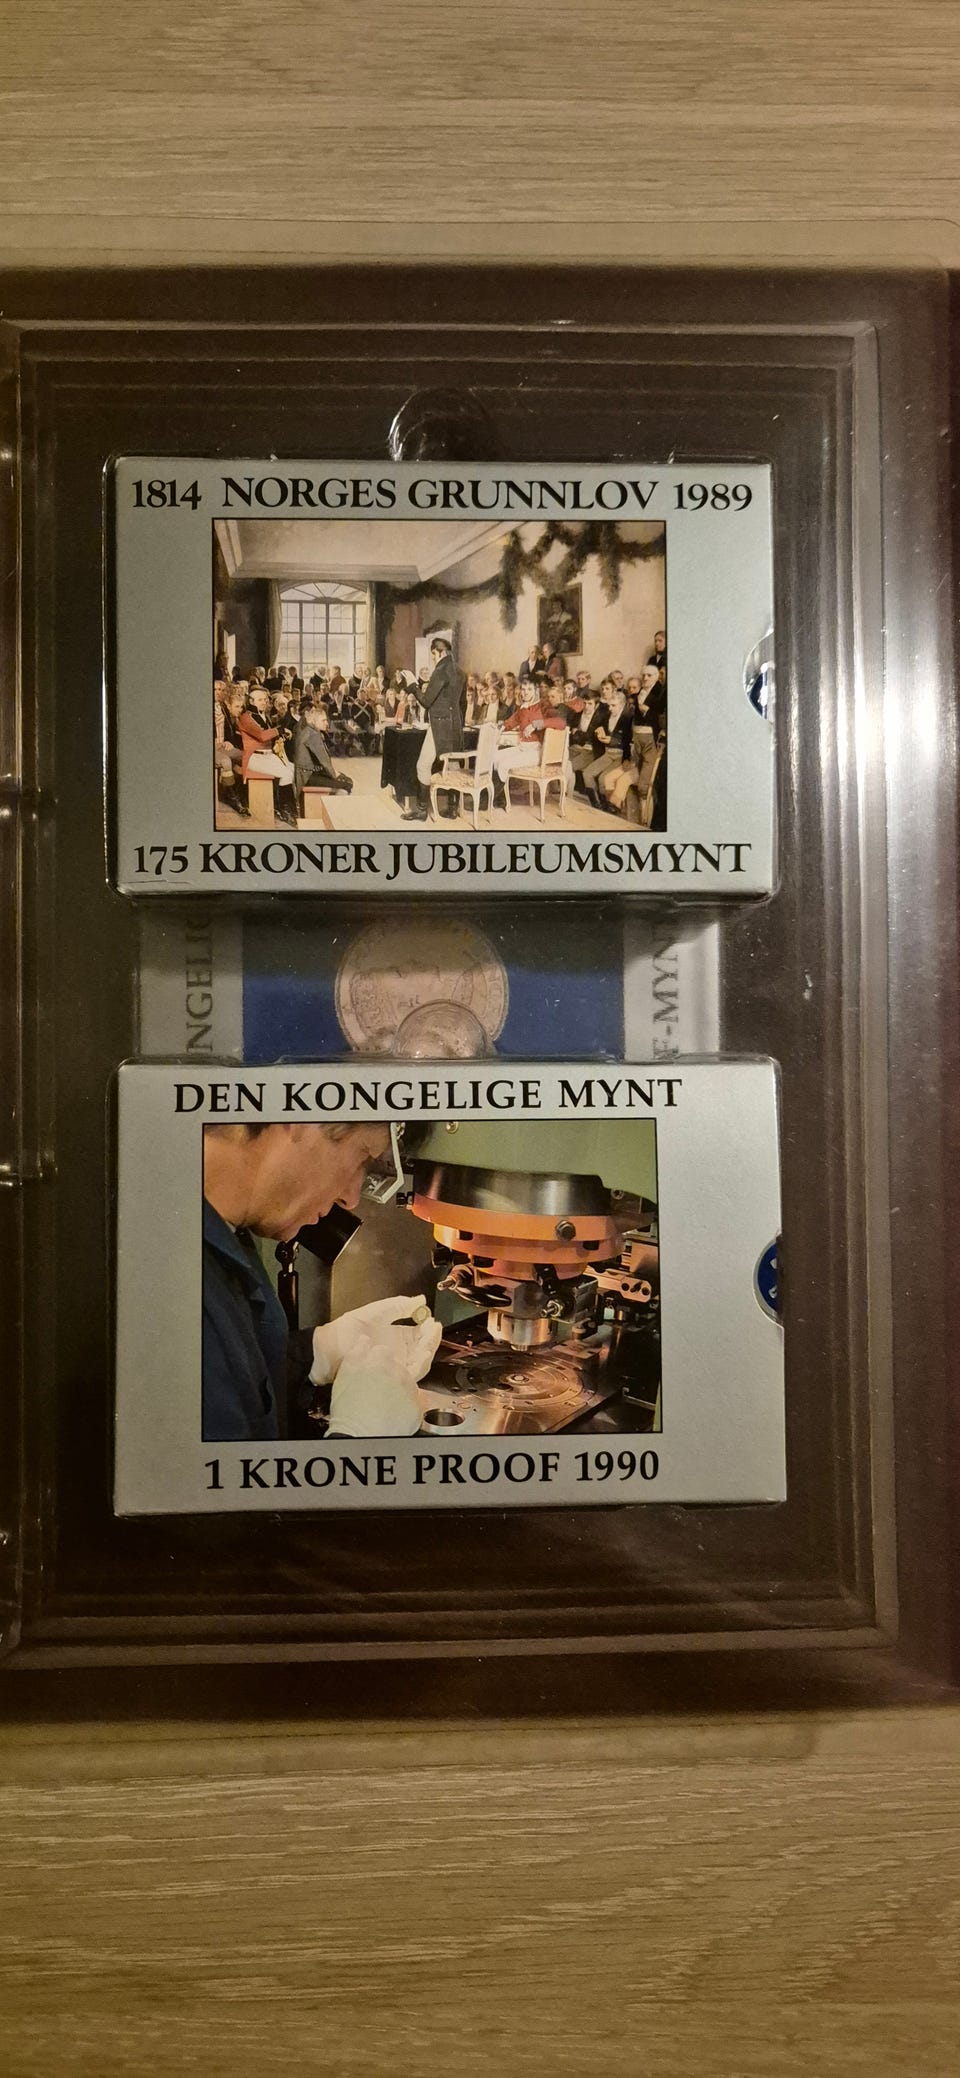 1814 NORGES GRUNNLOV 1989
175 KRONER JUBILEUMSMYNT
DEN KONGELIGE MYNT
1 KRONE PROOF 1990